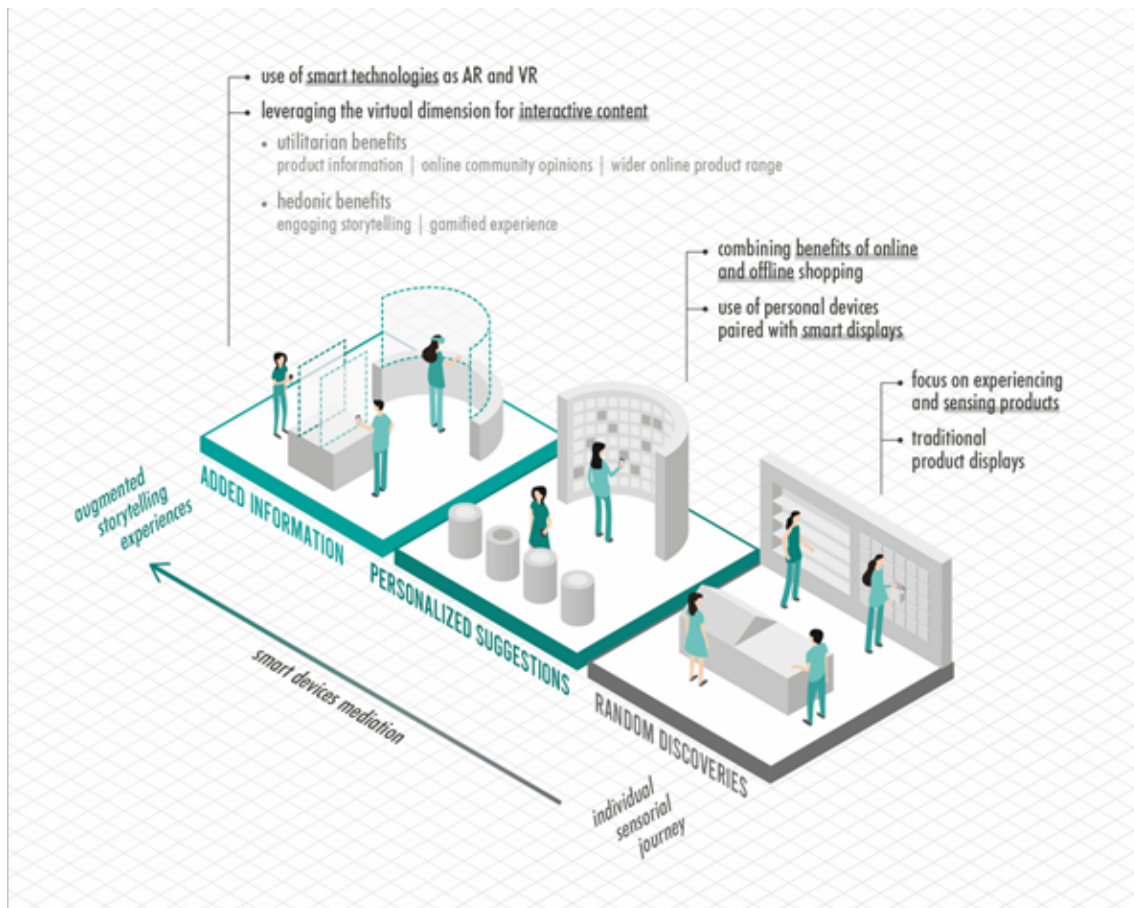 use of smart technologies as AR and VR
leveraging the virtual dimension for interactive content
utilitarian benefits
product information | online community opinions | wider online product range
hedonic benefits
engaging storytelling | gamified experience
combining benefits of online
and offline shopping
use of personal devices
paired with smart displays
focus on experiencing
and sensing products
traditional
product displays
augmented
storytelling
experiences
ADDED INFORMATION
PERSONALIZED SUGGESTIONS
RANDOM DISCOVERIES
smart devices mediation
individual
sensorial
journey